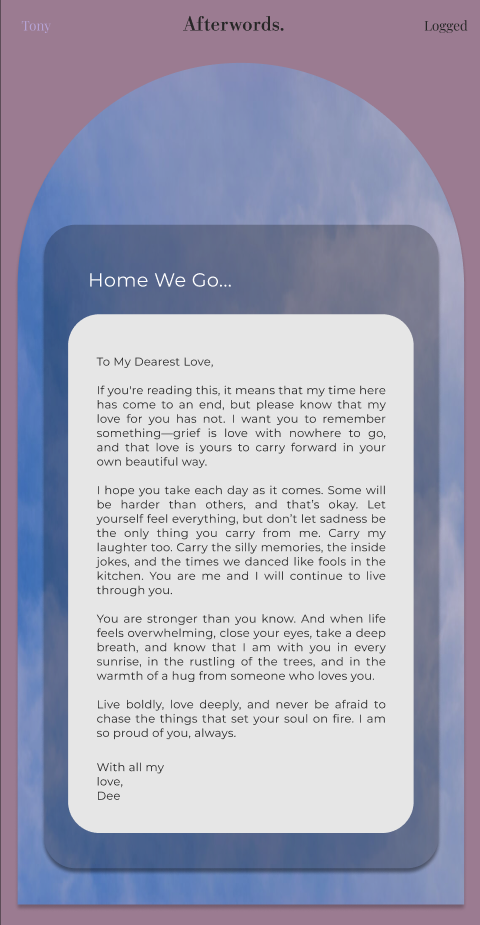 Tony
Afterwords.
Logged
Home We Go...
To My Dearest Love,
If you're reading this, it means that my time here
has come to an end, but please know that my
love for you has not. I want you to remember
something—grief is love with nowhere to go,
and that love is yours to carry forward in your
own beautiful way.
I hope you take each day as it comes. Some will
be harder than others, and that’s okay. Let
yourself feel everything, but don’t let sadness be
the only thing you carry from me. Carry my
laughter too. Carry the silly memories, the inside
jokes, and the times we danced like fools in the
kitchen. You are me and I will continue to live
through you.
You are stronger than you know. And when life
feels overwhelming, close your eyes, take a deep
breath, and know that I am with you in every
sunrise, in the rustling of the trees, and in the
warmth of a hug from someone who loves you.
Live boldly, love deeply, and never be afraid to
chase the things that set your soul on fire. I am
so proud of you, always.
With all my
love,
Dee